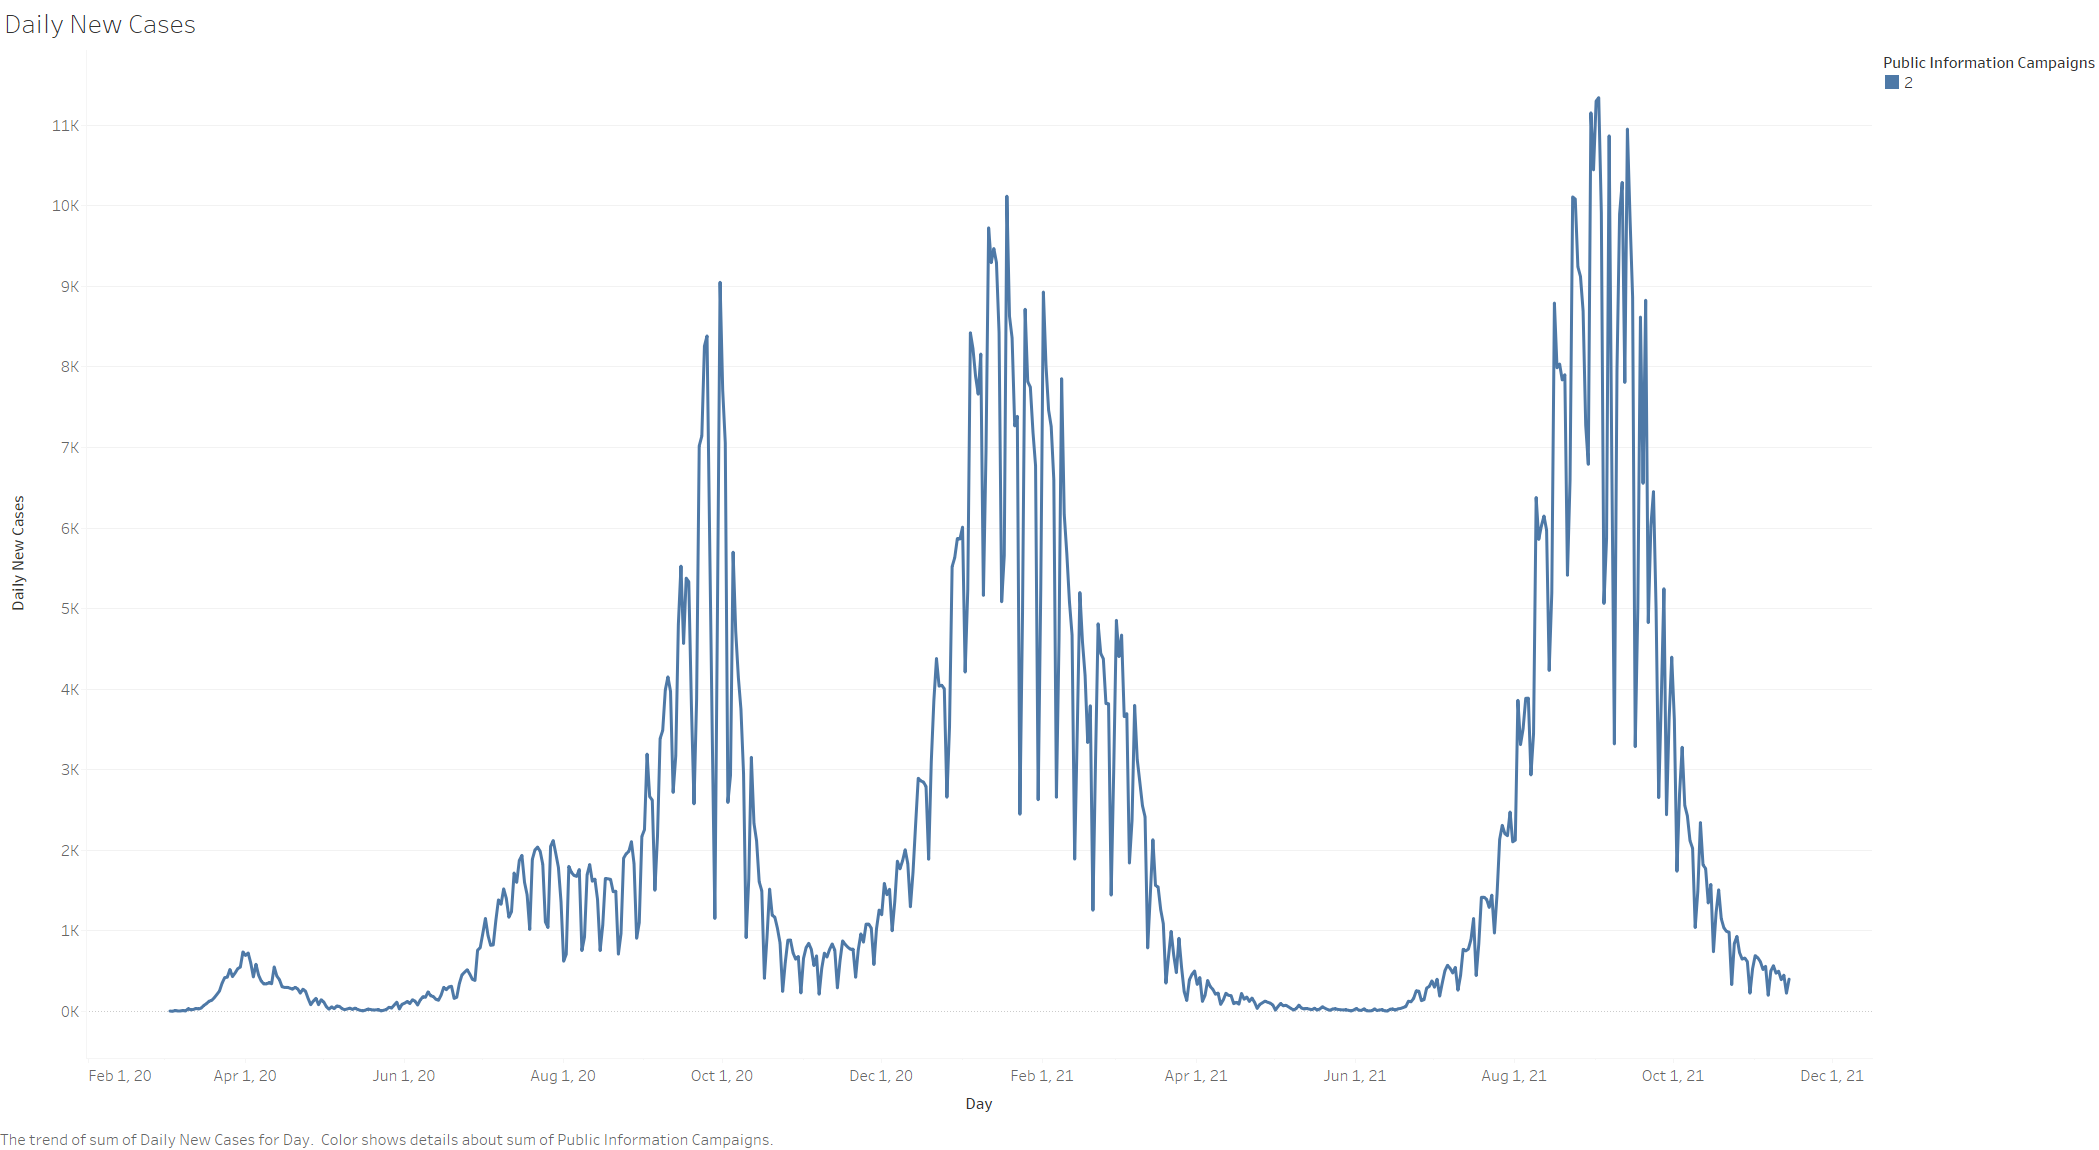 Daily New Cases
Public Information Campaigns
2
11K
10K
9K
8K
7K
6K
5K
4K
3K
2K
1K
0K
Daily New Cases
Feb 1, 20 Apr 1, 20 Jun 1, 20 Aug 1, 20 Oct 1, 20 Dec 1, 20 Feb 1, 21 Apr 1, 21 Jun 1, 21 Aug 1, 21 Oct 1, 21 Dec 1, 21
Day
The trend of sum of Daily New Cases for Day. Color shows details about sum of Public Information Campaigns.